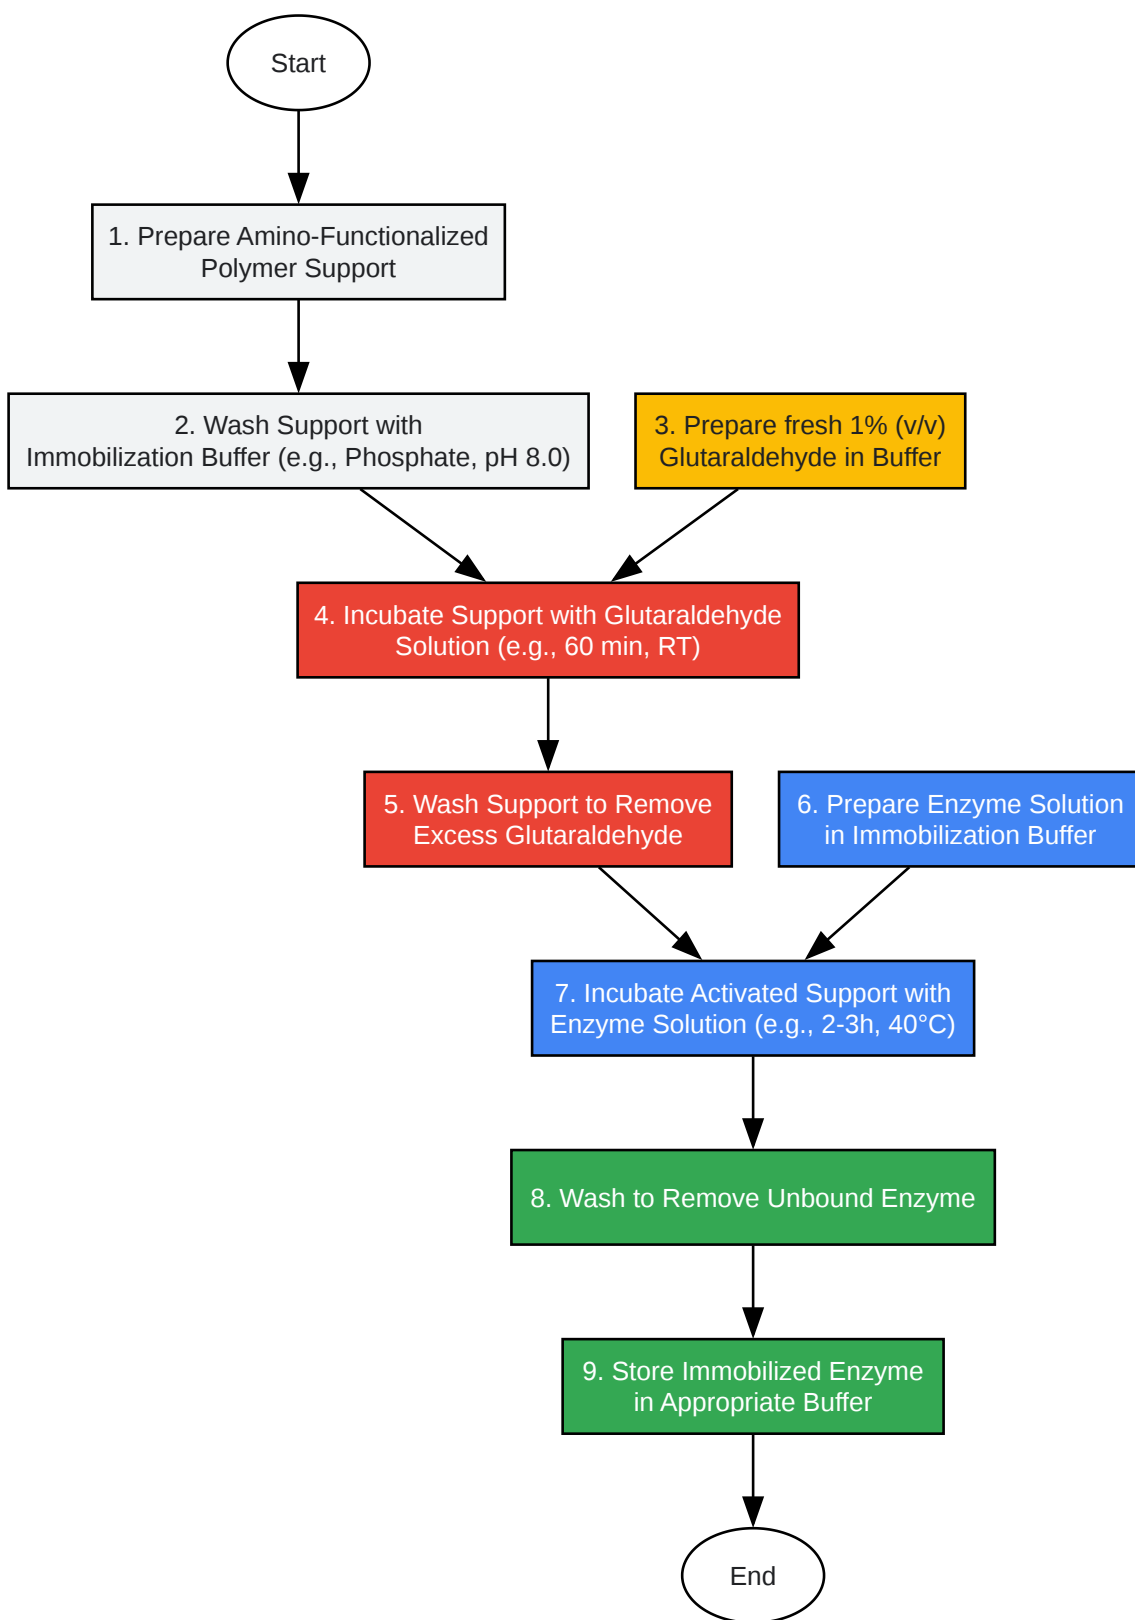 Start
1. Prepare Amino-Functionalized
Polymer Support
2. Wash Support with
Immobilization Buffer (e.g., Phosphate, pH 8.0)
3. Prepare fresh 1% (v/v)
Glutaraldehyde in Buffer
4. Incubate Support with Glutaraldehyde
Solution (e.g., 60 min, RT)
5. Wash Support to Remove
Excess Glutaraldehyde
6. Prepare Enzyme Solution
in Immobilization Buffer
7. Incubate Activated Support with
Enzyme Solution (e.g., 2-3h, 40°C)
8. Wash to Remove Unbound Enzyme
9. Store Immobilized Enzyme
in Appropriate Buffer
End